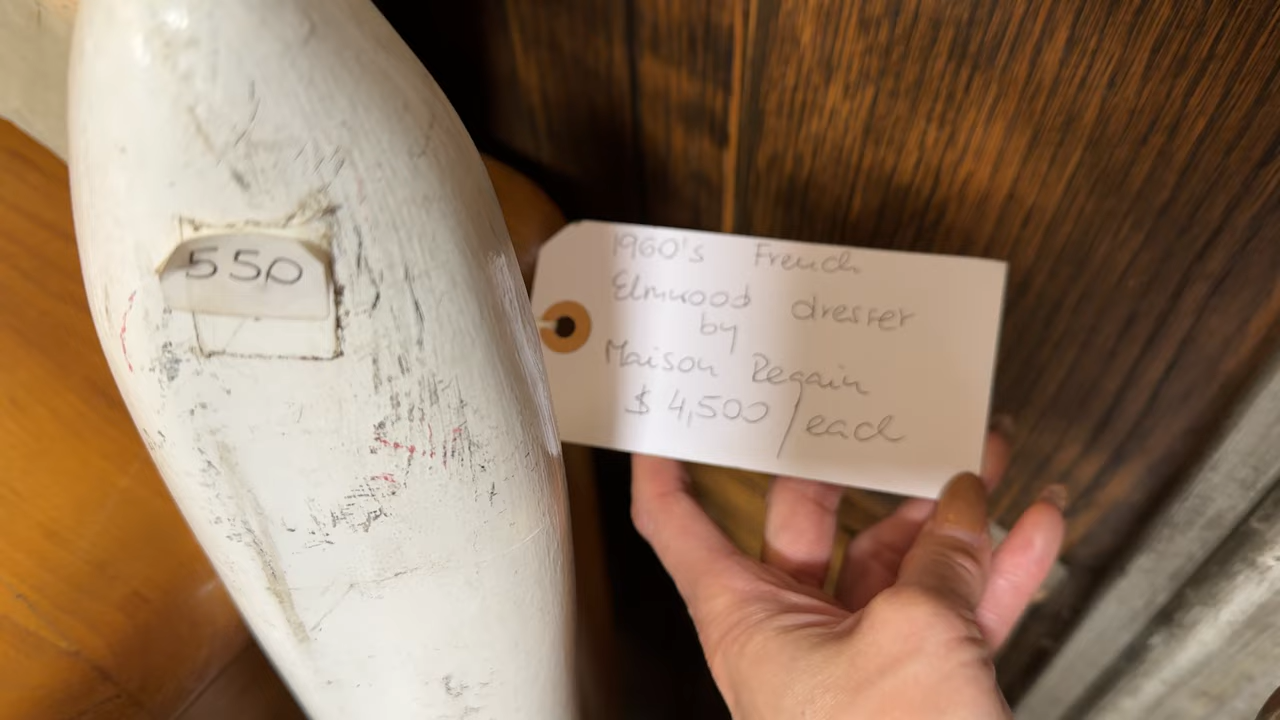 550
1960's French
Elmwood dresser
by
Maison Regain
$4,500/each